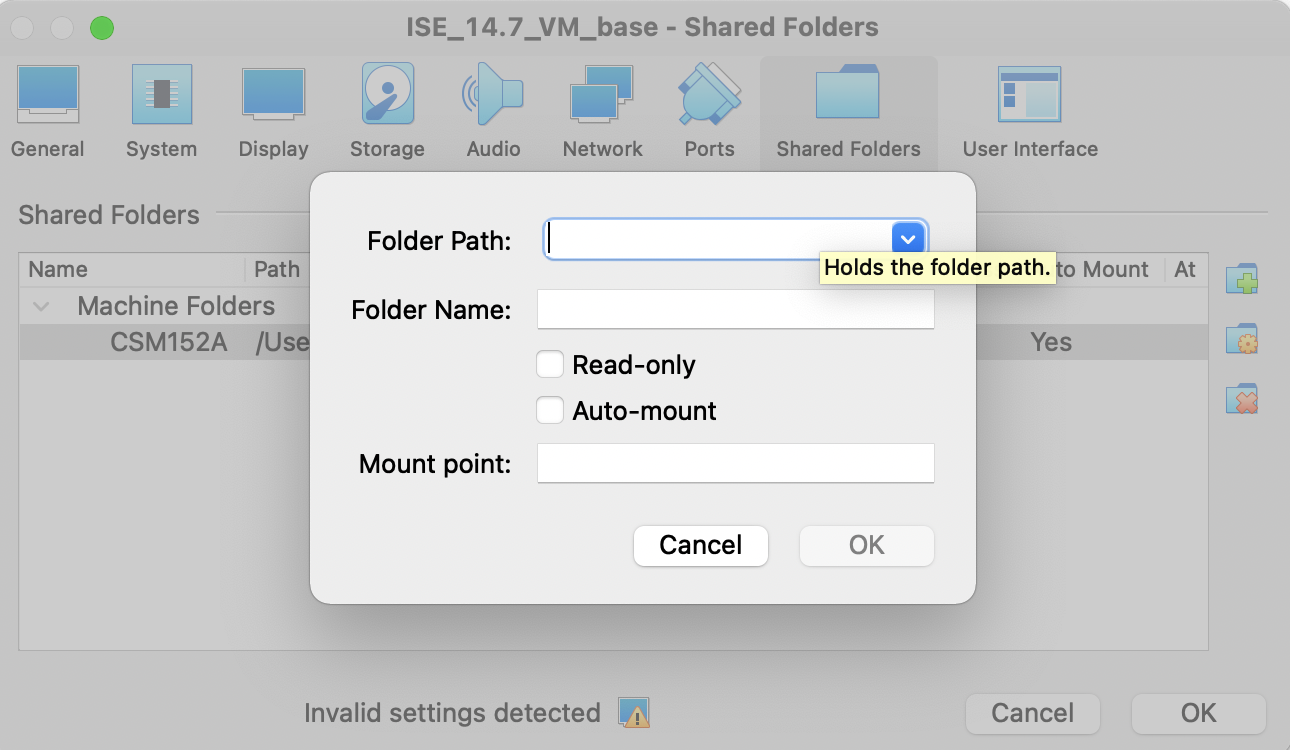 ISE_14.7_VM_base - Shared Folders
General System Display Storage Audio Network Ports Shared Folders User Interface
Shared Folders
Name Path to Mount At
Machine Folders
CSM152A /Use Yes
Folder Path:
Holds the folder path.
Folder Name:
Read-only
Auto-mount
Mount point:
Cancel OK
Invalid settings detected Cancel OK